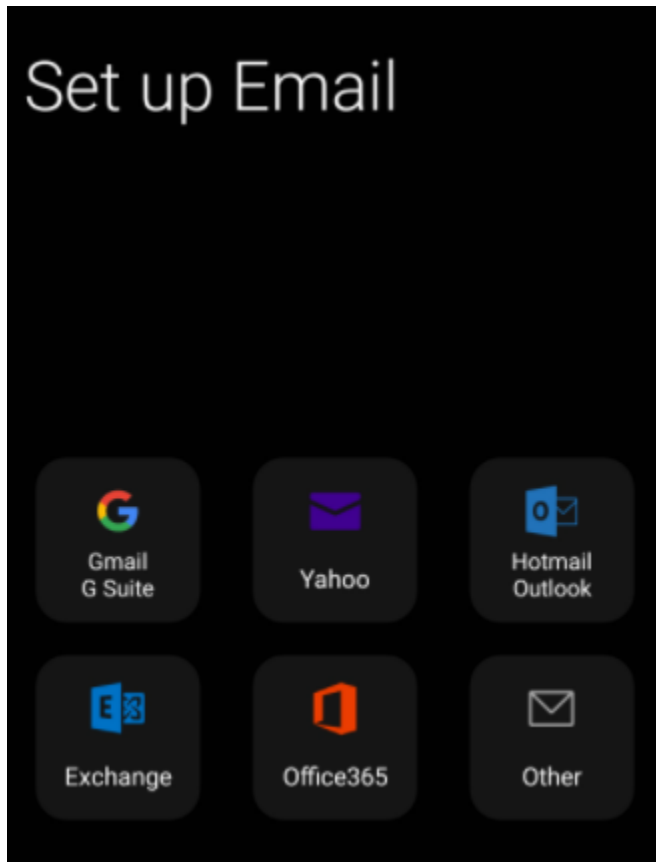 Set up Email
Gmail
G Suite
Yahoo
Hotmail
Outlook
Exchange
Office365
Other